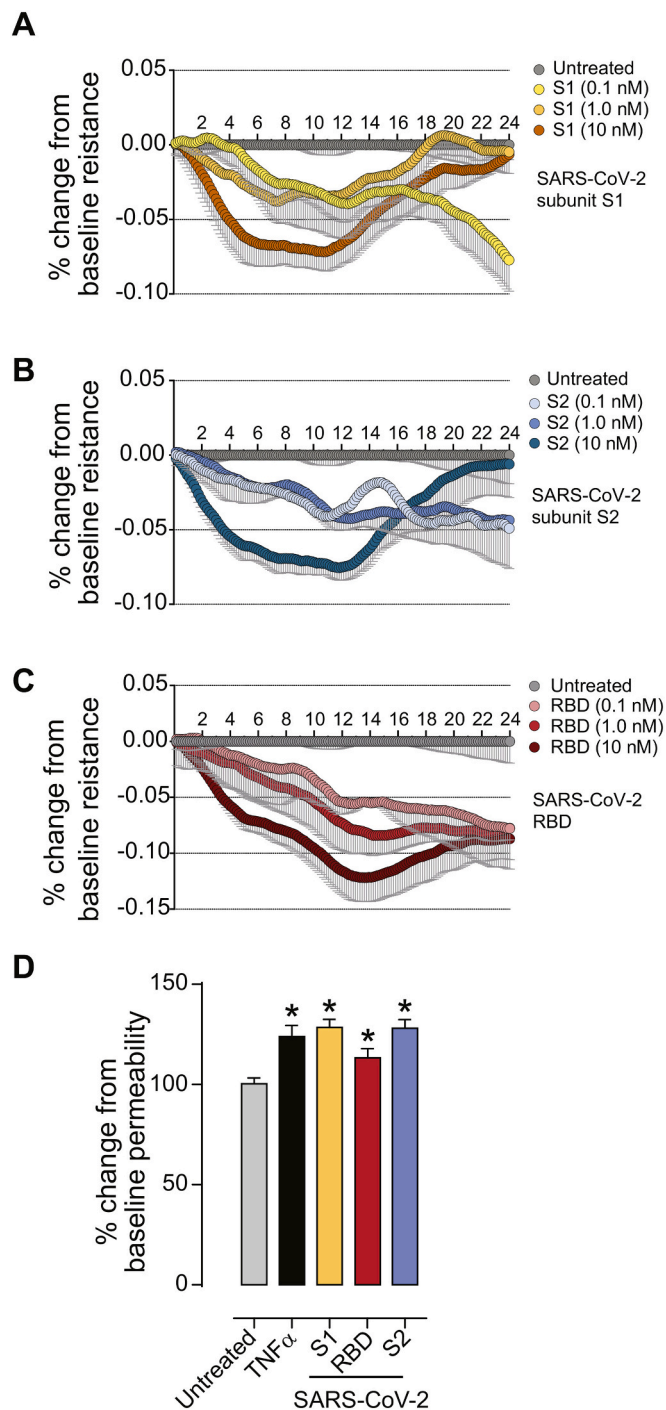 A
% change from
baseline reistance
0.05
0.00
-0.05
-0.10
2 4 6 8 10 12 14 16 18 20 22 24
Untreated
S1 (0.1 nM)
S1 (1.0 nM)
S1 (10 nM)
SARS-CoV-2
subunit S1
B
% change from
baseline reistance
0.05
0.00
-0.05
-0.10
2 4 6 8 10 12 14 16 18 20 22 24
Untreated
S2 (0.1 nM)
S2 (1.0 nM)
S2 (10 nM)
SARS-CoV-2
subunit S2
C
% change from
baseline reistance
0.05
0.00
-0.05
-0.10
-0.15
2 4 6 8 10 12 14 16 18 20 22 24
Untreated
RBD (0.1 nM)
RBD (1.0 nM)
RBD (10 nM)
SARS-CoV-2
RBD
D
% change from
baseline permeability
150
100
50
0
* * * *
Untreated
TNFα
S1
RBD
S2
SARS-CoV-2